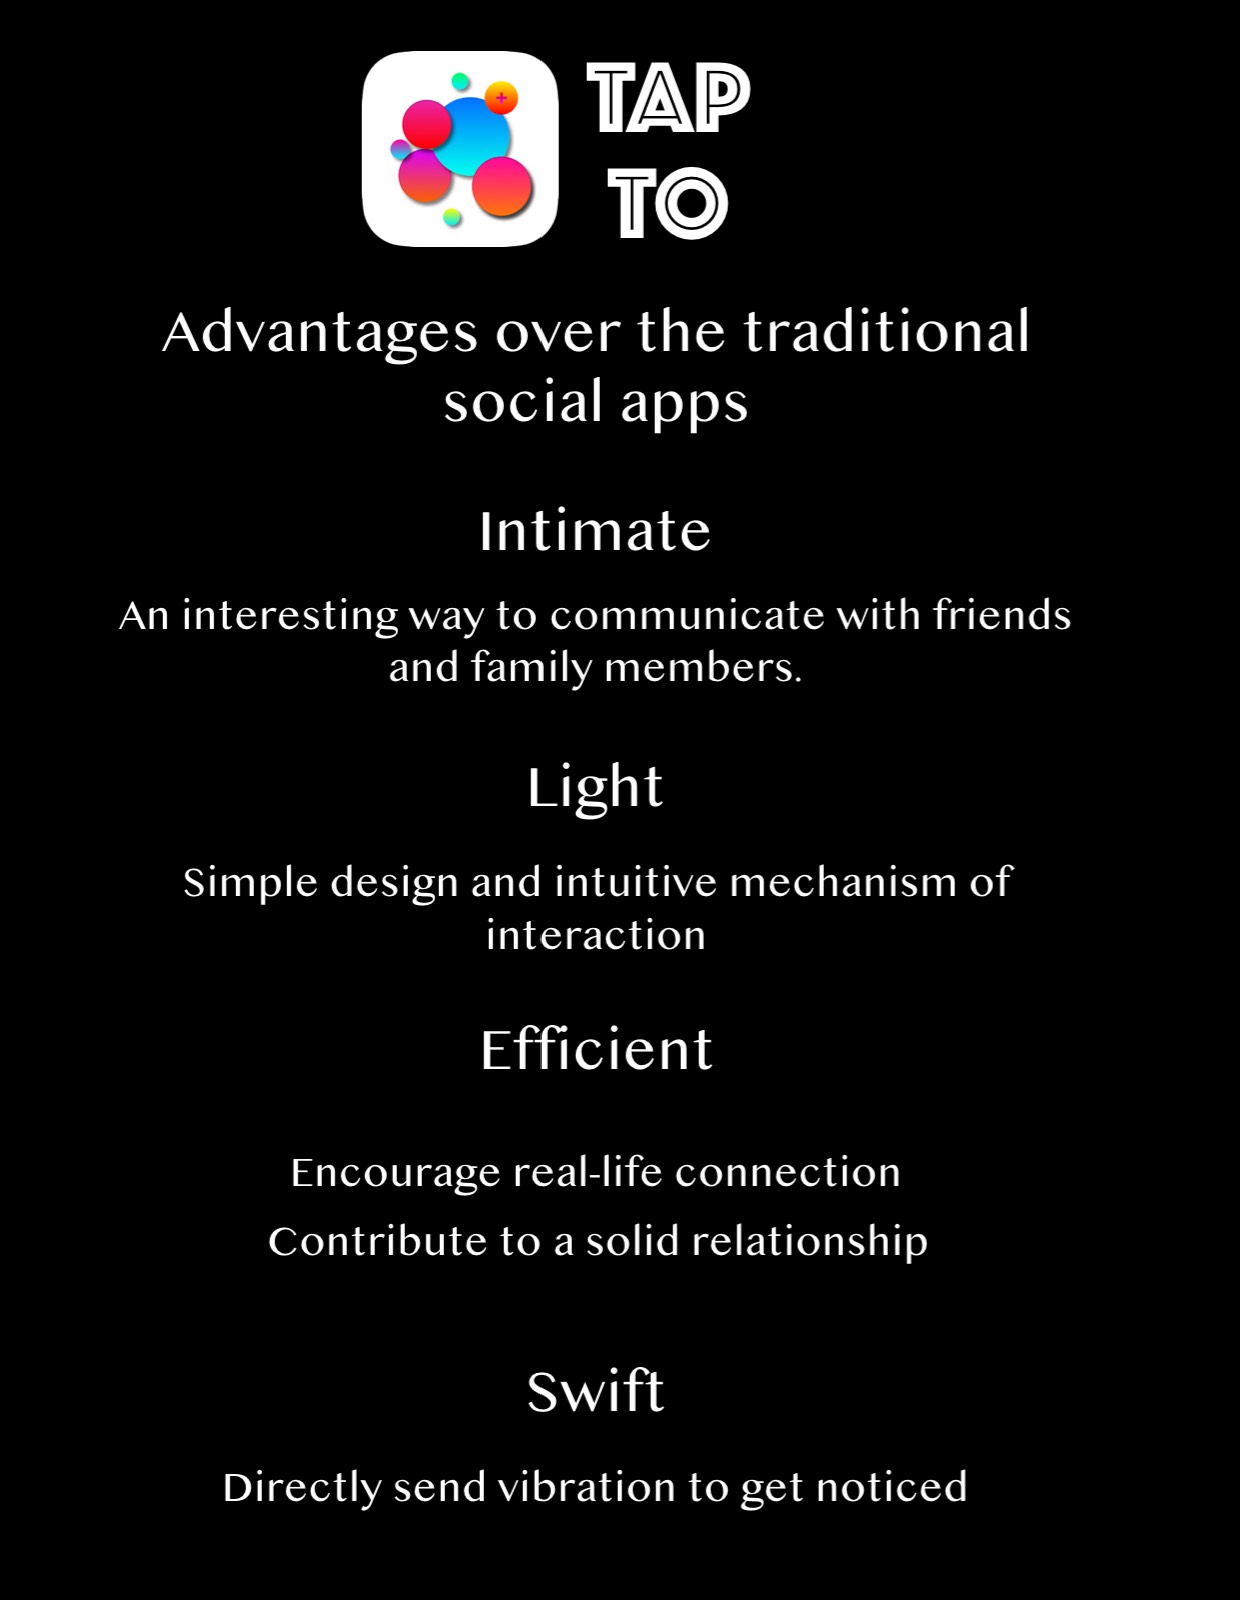 TAP
TO
Advantages over the traditional
social apps
Intimate
An interesting way to communicate with friends
and family members.
Light
Simple design and intuitive mechanism of
interaction
Efficient
Encourage real-life connection
Contribute to a solid relationship
Swift
Directly send vibration to get noticed